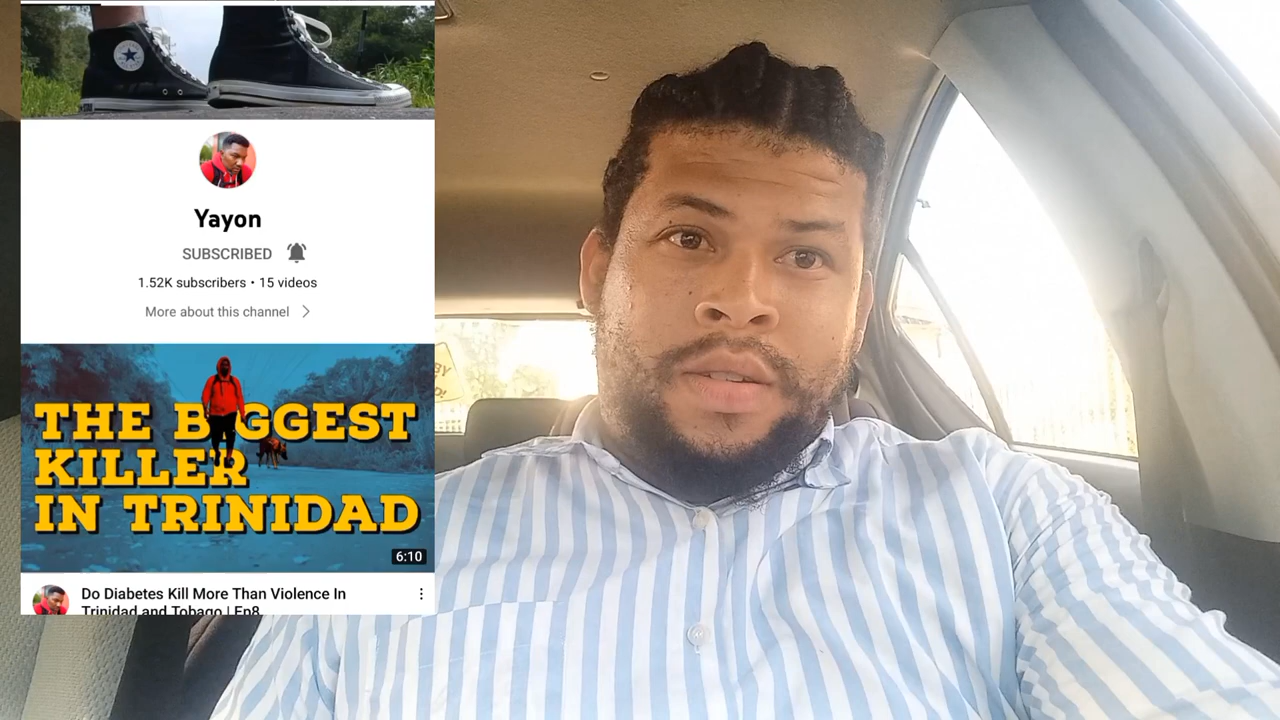 Yayon
SUBSCRIBED
1.52K subscribers • 15 videos
More about this channel
THE BIGGEST
KILLER
IN TRINIDAD
6:10
Do Diabetes Kill More Than Violence In
Trinidad and Tobago | Ep8
BY
D!